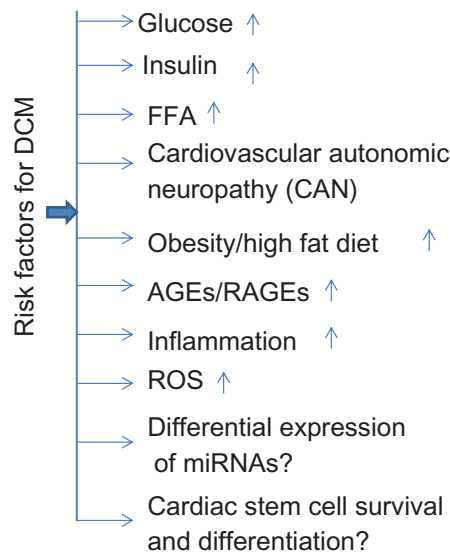 Risk factors for DCM
Glucose ↑
Insulin ↑
FFA ↑
Cardiovascular autonomic
neuropathy (CAN)
Obesity/high fat diet ↑
AGEs/RAGEs ↑
Inflammation ↑
ROS ↑
Differential expression
of miRNAs?
Cardiac stem cell survival
and differentiation?